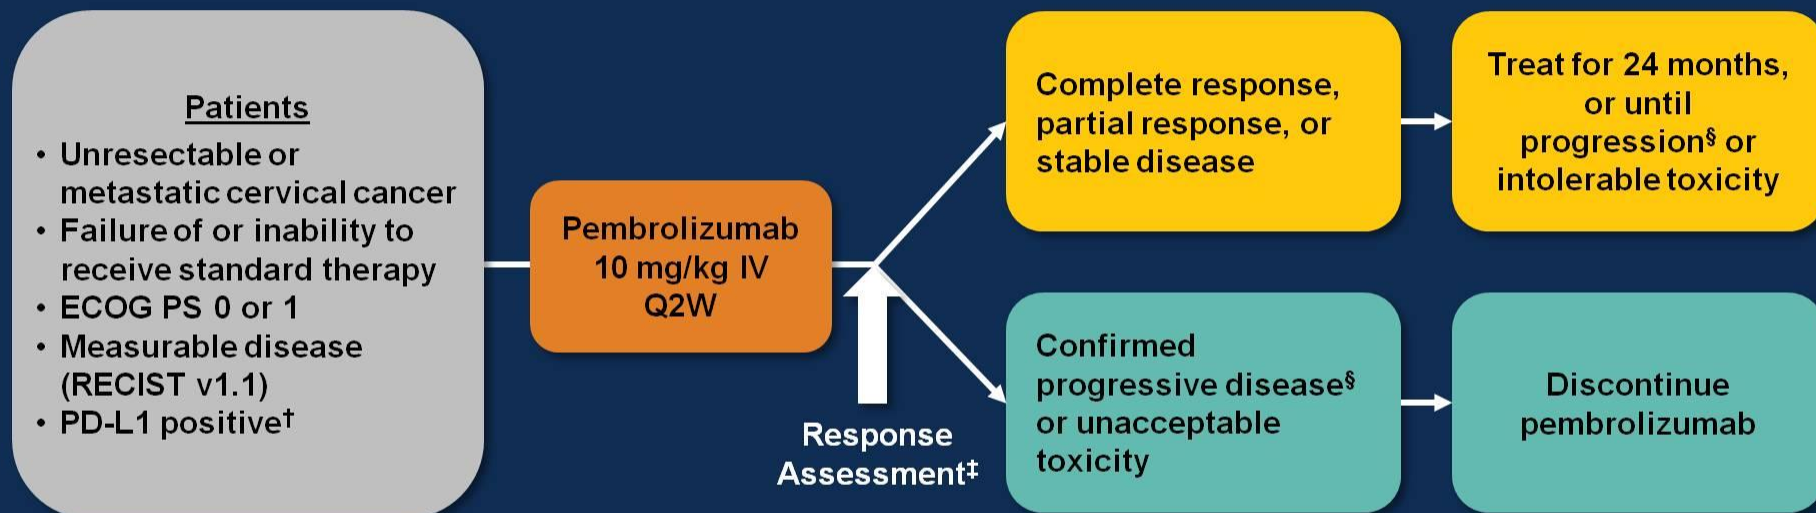 Patients
• Unresectable or
metastatic cervical cancer
• Failure of or inability to
receive standard therapy
• ECOG PS 0 or 1
• Measurable disease
(RECIST v1.1)
• PD-L1 positive†
Pembrolizumab
10 mg/kg IV
Q2W
Response
Assessment‡
Complete response,
partial response, or
stable disease
Treat for 24 months,
or until
progression§ or
intolerable toxicity
Confirmed
progressive disease§
or unacceptable
toxicity
Discontinue
pembrolizumab